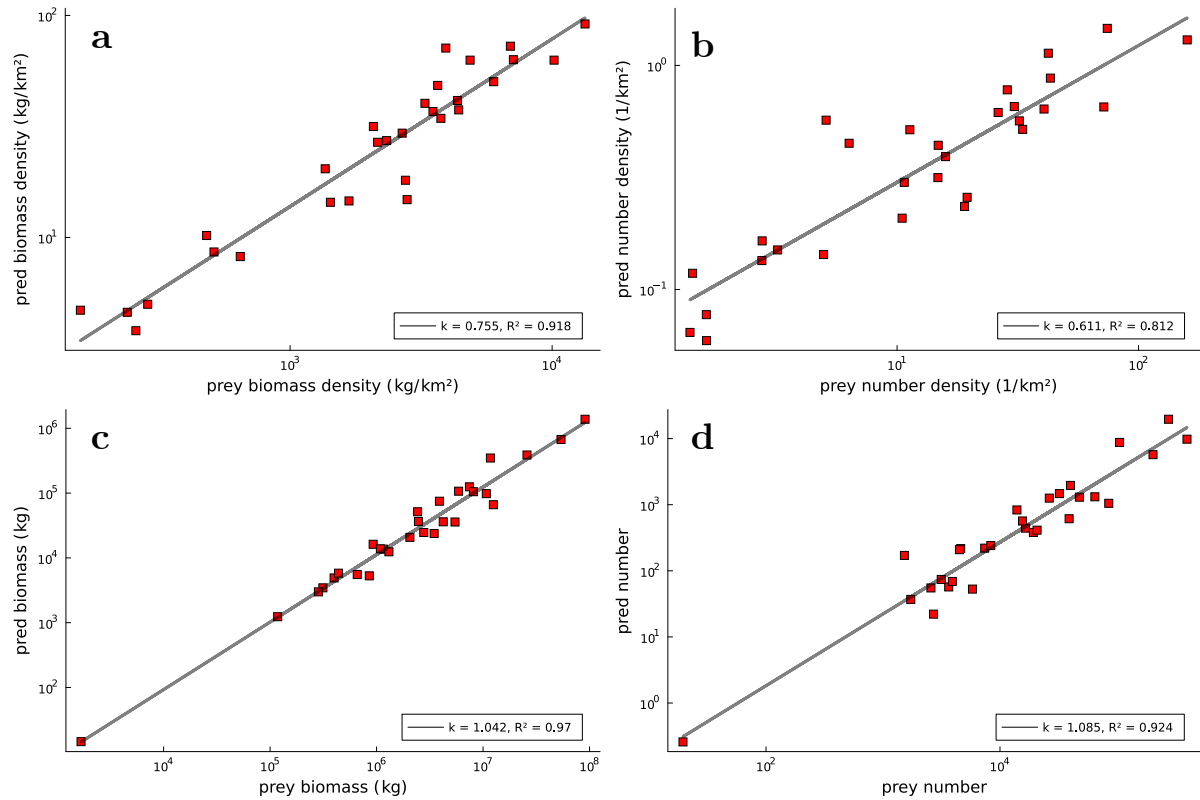 a
pred biomass density (kg/km²)
10²
10¹
k = 0.755, R² = 0.918
10³
10⁴
prey biomass density (kg/km²)
b
pred number density (1/km²)
10⁰
10⁻¹
k = 0.611, R² = 0.812
10¹
10²
prey number density (1/km²)
c
pred biomass (kg)
10⁶
10⁵
10⁴
10³
10²
k = 1.042, R² = 0.97
10⁴
10⁵
10⁶
10⁷
10⁸
prey biomass (kg)
d
pred number
10⁴
10³
10²
10¹
10⁰
k = 1.085, R² = 0.924
10²
10⁴
prey number